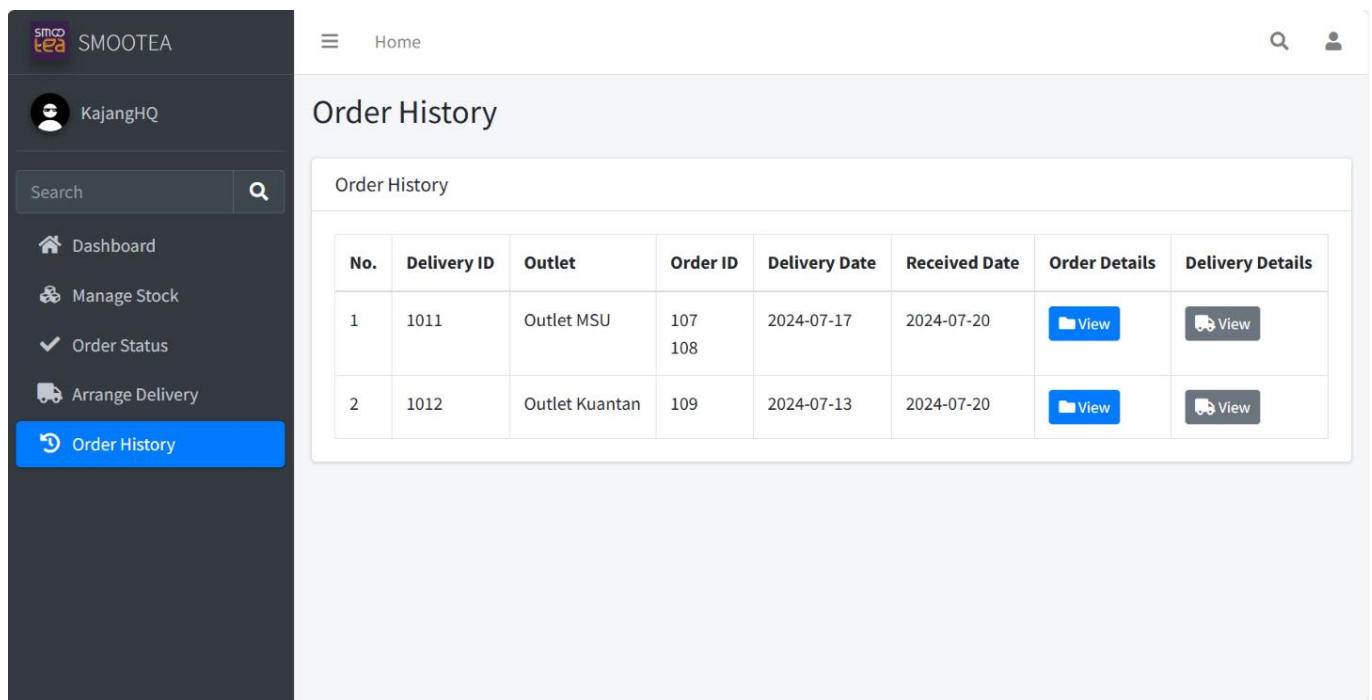 smoo
tea
SMOOTEA
Home
KajangHQ
Search
Dashboard
Manage Stock
Order Status
Arrange Delivery
Order History
Order History
Order History
No. Delivery ID Outlet Order ID Delivery Date Received Date Order Details Delivery Details
1 1011 Outlet MSU 107 2024-07-17 2024-07-20 View View
108
2 1012 Outlet Kuantan 109 2024-07-13 2024-07-20 View View